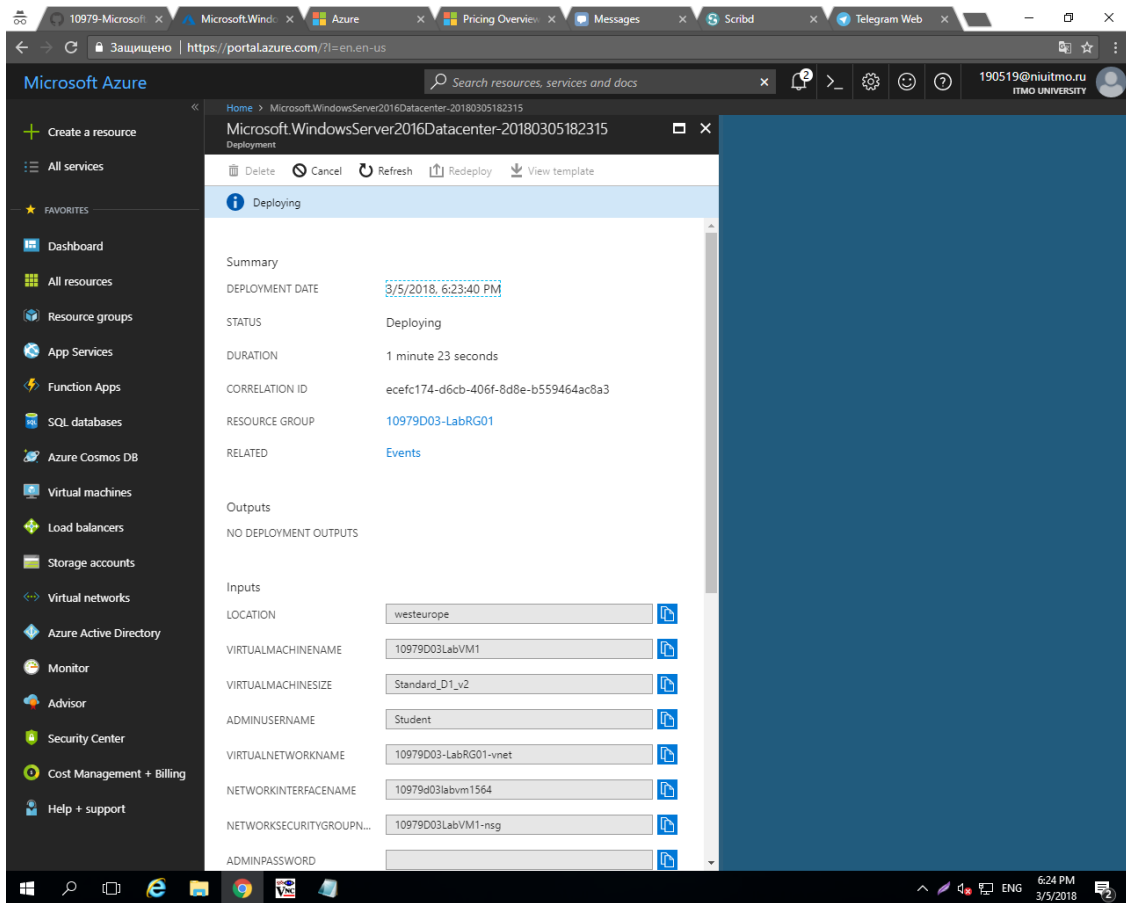 10979-Microsoft
Microsoft.Windo
Azure
Pricing Overview
Messages
Scribd
Telegram Web
Защищено | https://portal.azure.com/?l=en.en-us
Microsoft Azure
Search resources, services and docs
2
190519@niuitmo.ru
ITMO UNIVERSITY
Create a resource
All services
FAVORITES
Dashboard
All resources
Resource groups
App Services
Function Apps
SQL databases
Azure Cosmos DB
Virtual machines
Load balancers
Storage accounts
Virtual networks
Azure Active Directory
Monitor
Advisor
Security Center
Cost Management + Billing
Help + support
Home > Microsoft.WindowsServer2016Datacenter-20180305182315
Microsoft.WindowsServer2016Datacenter-20180305182315
Deployment
Delete Cancel Refresh Redeploy View template
Deploying
Summary
DEPLOYMENT DATE 3/5/2018, 6:23:40 PM
STATUS Deploying
DURATION 1 minute 23 seconds
CORRELATION ID ecefc174-d6cb-406f-8d8e-b559464ac8a3
RESOURCE GROUP 10979D03-LabRG01
RELATED Events
Outputs
NO DEPLOYMENT OUTPUTS
Inputs
LOCATION westeurope
VIRTUALMACHINENAME 10979D03LabVM1
VIRTUALMACHINESIZE Standard_D1_v2
ADMINUSERNAME Student
VIRTUALNETWORKNAME 10979D03-LabRG01-vnet
NETWORKINTERFACENAME 10979d03labvm1564
NETWORKSECURITYGROUPN... 10979D03LabVM1-nsg
ADMINPASSWORD
ENG
6:24 PM
3/5/2018
2